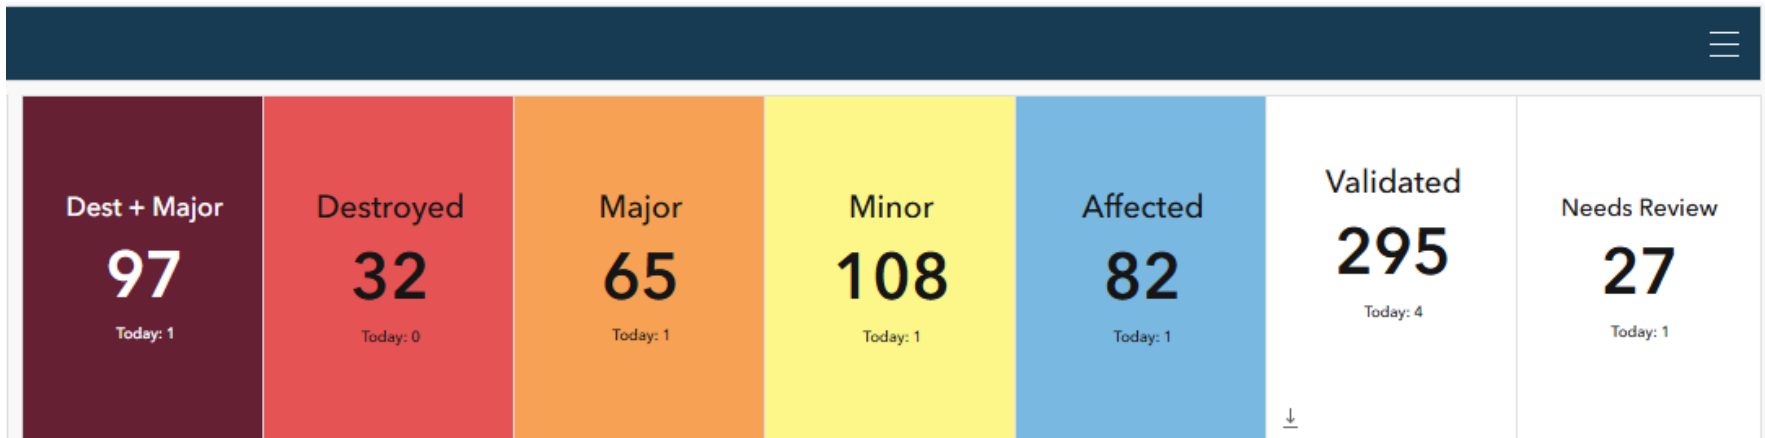 Dest + Major
97
Today: 1
Destroyed
32
Today: 0
Major
65
Today: 1
Minor
108
Today: 1
Affected
82
Today: 1
Validated
295
Today: 4
Needs Review
27
Today: 1